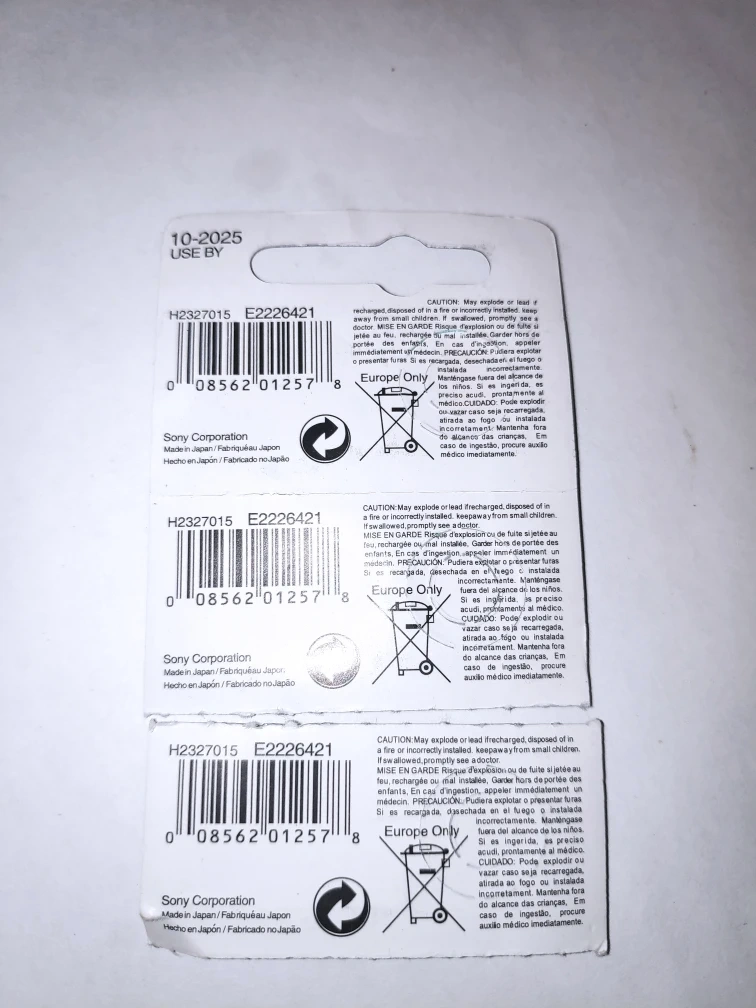 10-2025
USE BY
H2327015 E2226421
0 08562 01257 8
Sony Corporation
Made in Japan / Fabriquéau Japon
Hecho en Japón / Fabricado no Japão
CAUTION: May explode or lead if
recharged,disposed of in a fire or incorrectly installed. keep
away from small children. If swallowed, promptly see a
doctor. MISE EN GARDE Risque d'explosion ou de fuite si
jetée au feu, rechargée ou mal installée, Garder hors de
portée des enfants, En cas d'ingestion, appeler
immédiatement un médecin. PRECAUCIÓN: Pudiera explotar
o presentar furas Si es recargada, desechada en el fuego o
instalada incorrectamente.
Manténgase fuera del alcance de
los niños. Si es ingerida, es
preciso acudi, prontamente al
médico.CUIDADO: Pode explodir
ou vazar caso seja recarregada,
atirada ao fogo ou instalada
incorretament. Mantenha fora
do alcance das crianças, Em
caso de ingestão, procure auxílio
médico imediatamente.
Europe Only
H2327015 E2226421
0 08562 01257 8
Sony Corporation
Made in Japan / Fabriquéau Japon
Hecho en Japón / Fabricado no Japão
CAUTION: May explode or lead ifrecharged, disposed of in
a fire or incorrectly installed. keepaway from small children.
If swallowed, promptly see a doctor.
MISE EN GARDE Risque d'explosion ou de fuite si jetée au
feu, rechargée ou mal installée, Garder hors de portée des
enfants, En cas d'ingestion, appeler immédiatement un
médecin. PRECAUCIÓN: Pudiera explotar o presentar furas
Si es recargada, desechada en el fuego o instalada
incorrectamente. Manténgase
fuera del alcance de los niños.
Si es ingerida, es preciso
acudi, prontamente al médico.
CUIDADO: Pode explodir ou
vazar caso seja recarregada,
atirada ao fogo ou instalada
incorretament. Mantenha fora
do alcance das crianças, Em
caso de ingestão, procure
auxílio médico imediatamente.
Europe Only
H2327015 E2226421
0 08562 01257 8
Sony Corporation
Made in Japan / Fabriquéau Japon
Hecho en Japón / Fabricado no Japão
CAUTION: May explode or lead ifrecharged, disposed of in
a fire or incorrectly installed. keepaway from small children.
If swallowed, promptly see a doctor.
MISE EN GARDE Risque d'explosion ou de fuite si jetée au
feu, rechargée ou mal installée, Garder hors de portée des
enfants, En cas d'ingestion, appeler immédiatement un
médecin. PRECAUCIÓN: Pudiera explotar o presentar furas
Si es recargada, desechada en el fuego o instalada
incorrectamente. Manténgase
fuera del alcance de los niños.
Si es ingerida, es preciso
acudi, prontamente al médico.
CUIDADO: Pode explodir ou
vazar caso seja recarregada,
atirada ao fogo ou instalada
incorretament. Mantenha fora
do alcance das crianças, Em
caso de ingestão, procure
auxílio médico imediatamente.
Europe Only